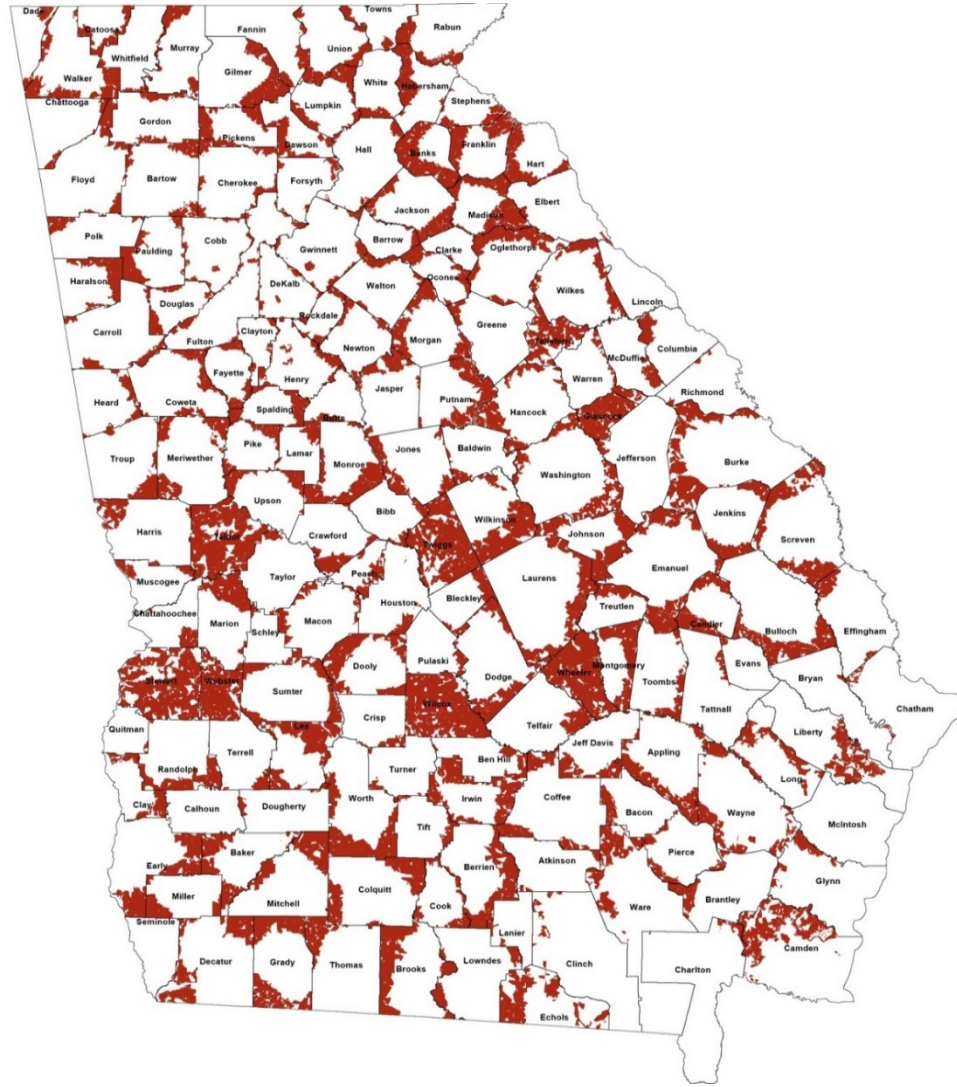 Dade
Towns
Catoosa
Fannin
Rabun
Murray
Union
Whitfield
Gilmer
Walker
White
Habersham
Chattooga
Lumpkin
Stephens
Gordon
Pickens
Dawson
Hall
Banks
Franklin
Hart
Floyd
Bartow
Cherokee
Forsyth
Elbert
Jackson
Madison
Polk
Cobb
Paulding
Gwinnett
Barrow
Clarke
Oglethorpe
Haralson
DeKalb
Walton
Oconee
Wilkes
Douglas
Rockdale
Lincoln
Carroll
Clayton
Fulton
Newton
Morgan
Greene
Taliaferro
McDuffie
Columbia
Fayette
Henry
Warren
Heard
Coweta
Spalding
Butts
Jasper
Putnam
Hancock
Glascock
Richmond
Troup
Meriwether
Pike
Lamar
Monroe
Jones
Baldwin
Washington
Jefferson
Burke
Upson
Bibb
Wilkinson
Jenkins
Screven
Harris
Talbot
Crawford
Twiggs
Johnson
Muscogee
Taylor
Peach
Laurens
Emanuel
Chattahoochee
Marion
Schley
Macon
Houston
Bleckley
Treutlen
Candler
Bulloch
Effingham
Stewart
Webster
Sumter
Dooly
Pulaski
Dodge
Wheeler
Montgomery
Toombs
Evans
Tattnall
Bryan
Chatham
Quitman
Lee
Crisp
Wilcox
Telfair
Liberty
Terrell
Randolph
Turner
Ben Hill
Jeff Davis
Appling
Long
Clay
Calhoun
Dougherty
Worth
Irwin
Coffee
Bacon
Wayne
McIntosh
Tift
Early
Baker
Berrien
Atkinson
Pierce
Glynn
Miller
Mitchell
Colquitt
Cook
Ware
Brantley
Seminole
Lanier
Camden
Decatur
Grady
Thomas
Brooks
Lowndes
Clinch
Charlton
Echols